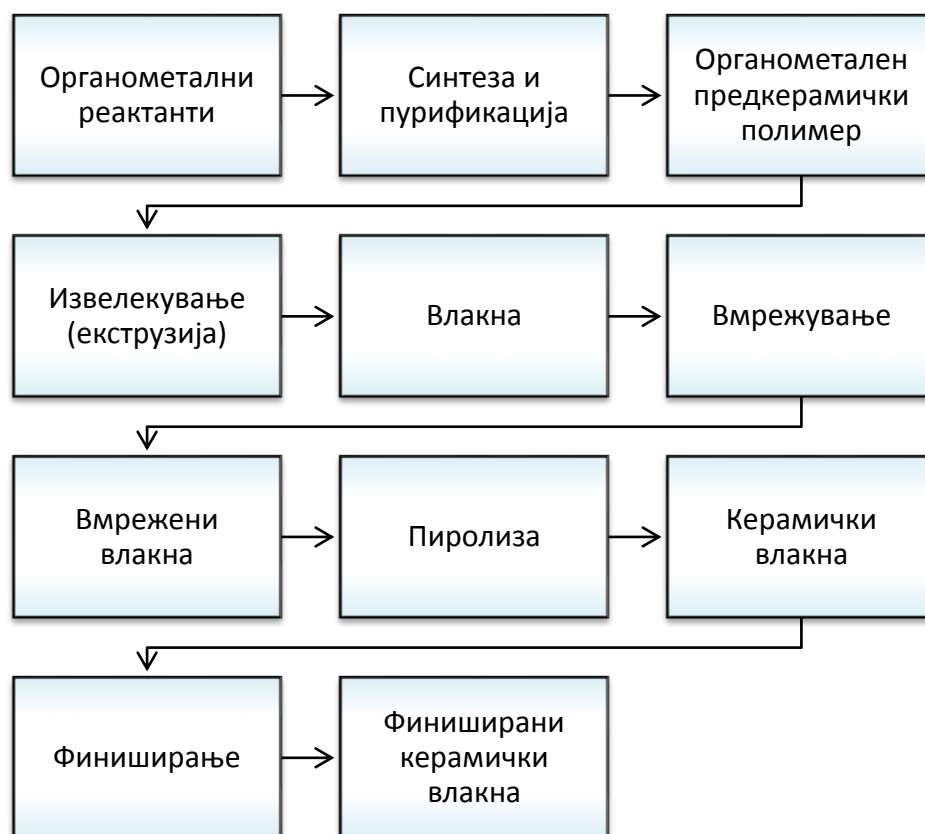 Органометални
реактанти
Синтеза и
пурификација
Органометален
предкерамички
полимер
Извелекување
(екструзија)
Влакна
Вмрежување
Вмрежени
влакна
Пиролиза
Керамички
влакна
Финиширање
Финиширани
керамички
влакна